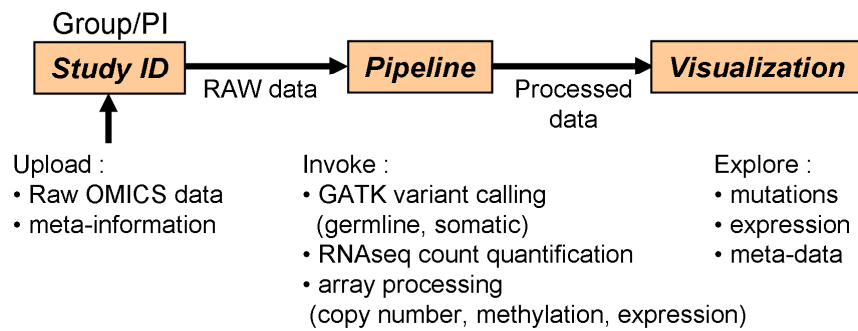 Group/PI
Study ID
RAW data
Pipeline
Processed
data
Visualization
Upload :
• Raw OMICS data
• meta-information
Invoke :
• GATK variant calling
(germline, somatic)
• RNAseq count quantification
• array processing
(copy number, methylation, expression)
Explore :
• mutations
• expression
• meta-data